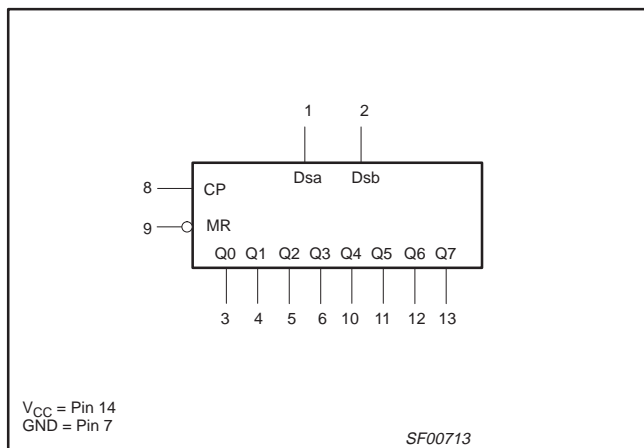 1 2
Dsa Dsb
8 CP
9 MR
Q0 Q1 Q2 Q3 Q4 Q5 Q6 Q7
3 4 5 6 10 11 12 13
VCC = Pin 14
GND = Pin 7
SF00713